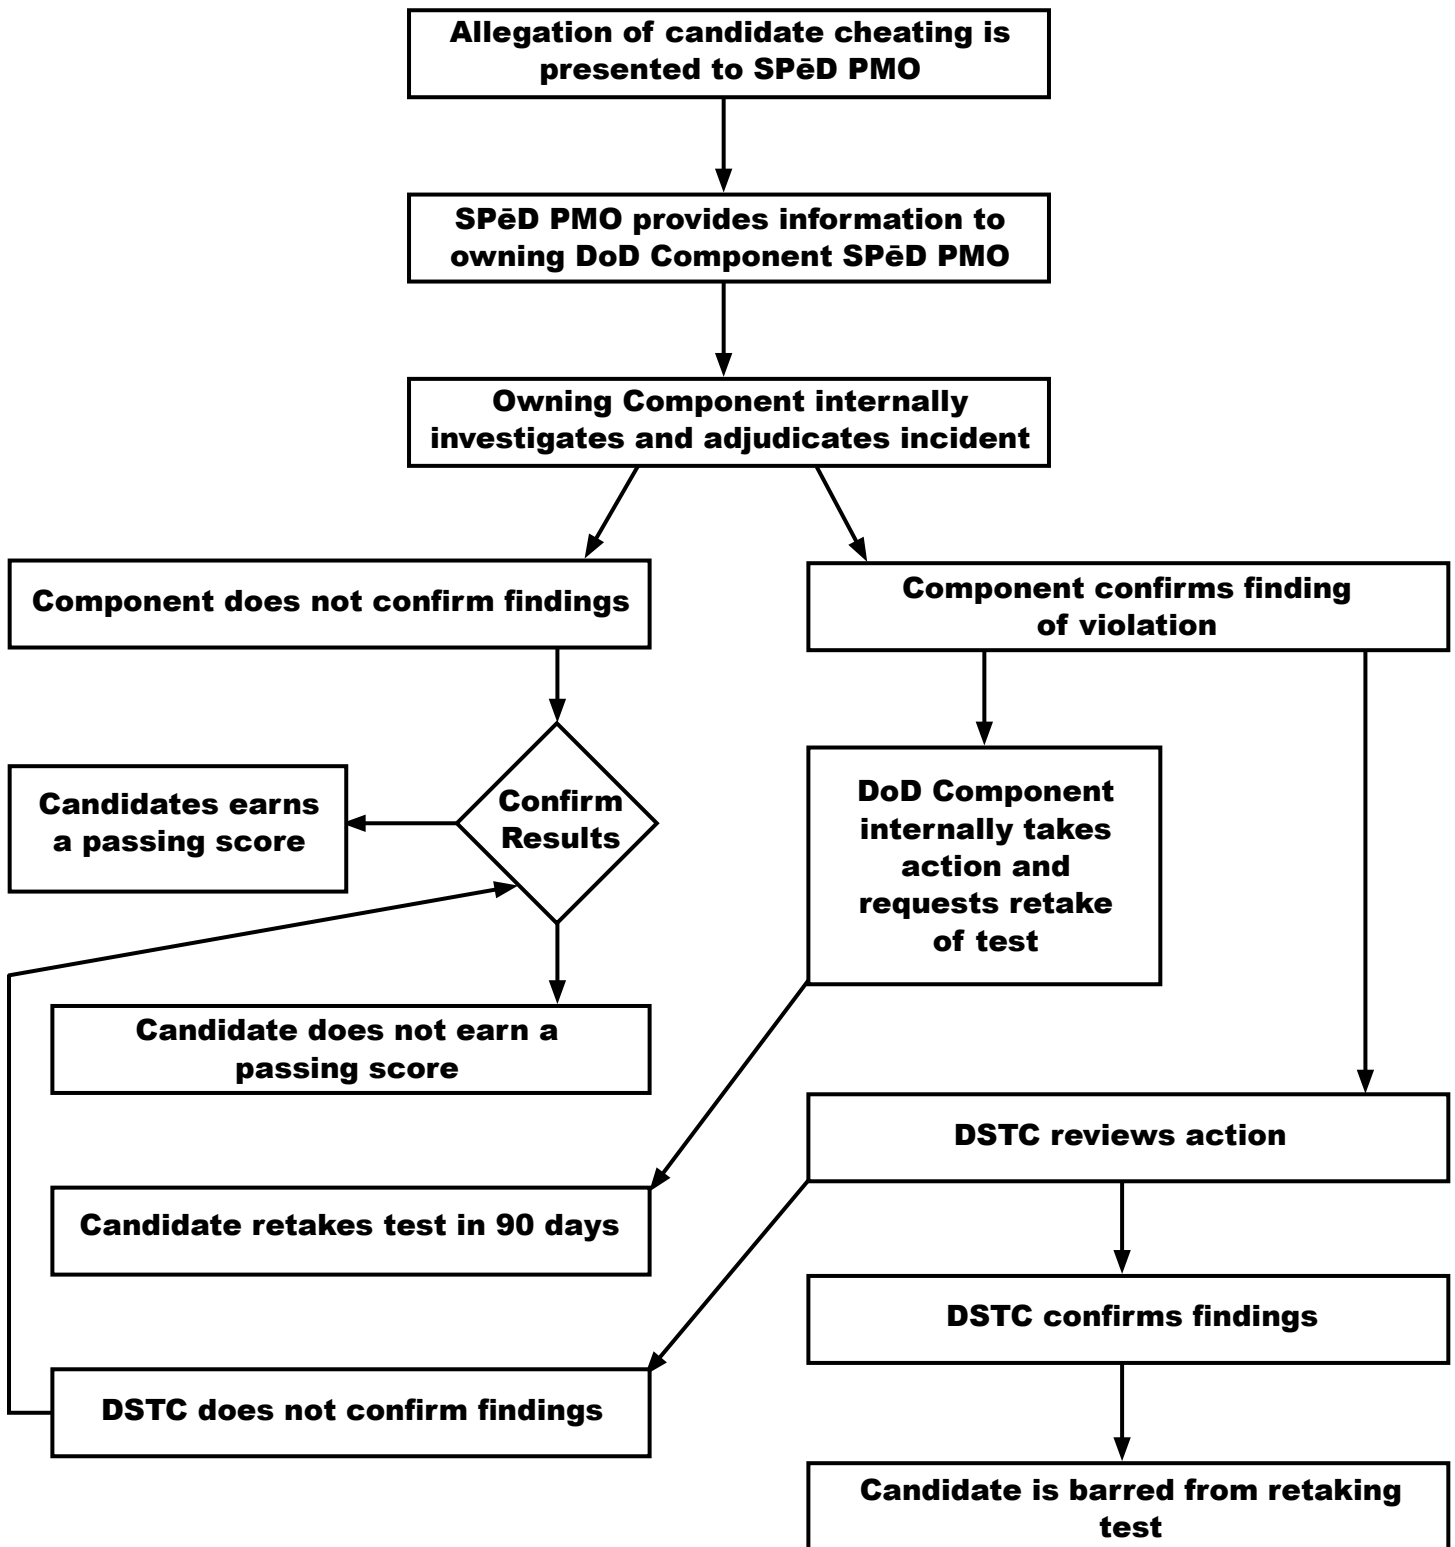 Allegation of candidate cheating is
presented to SPēD PMO
SPēD PMO provides information to
owning DoD Component SPēD PMO
Owning Component internally
investigates and adjudicates incident
Component does not confirm findings
Component confirms finding
of violation
Confirm
Results
Candidates earns
a passing score
DoD Component
internally takes
action and
requests retake
of test
Candidate does not earn a
passing score
DSTC reviews action
Candidate retakes test in 90 days
DSTC confirms findings
DSTC does not confirm findings
Candidate is barred from retaking
test